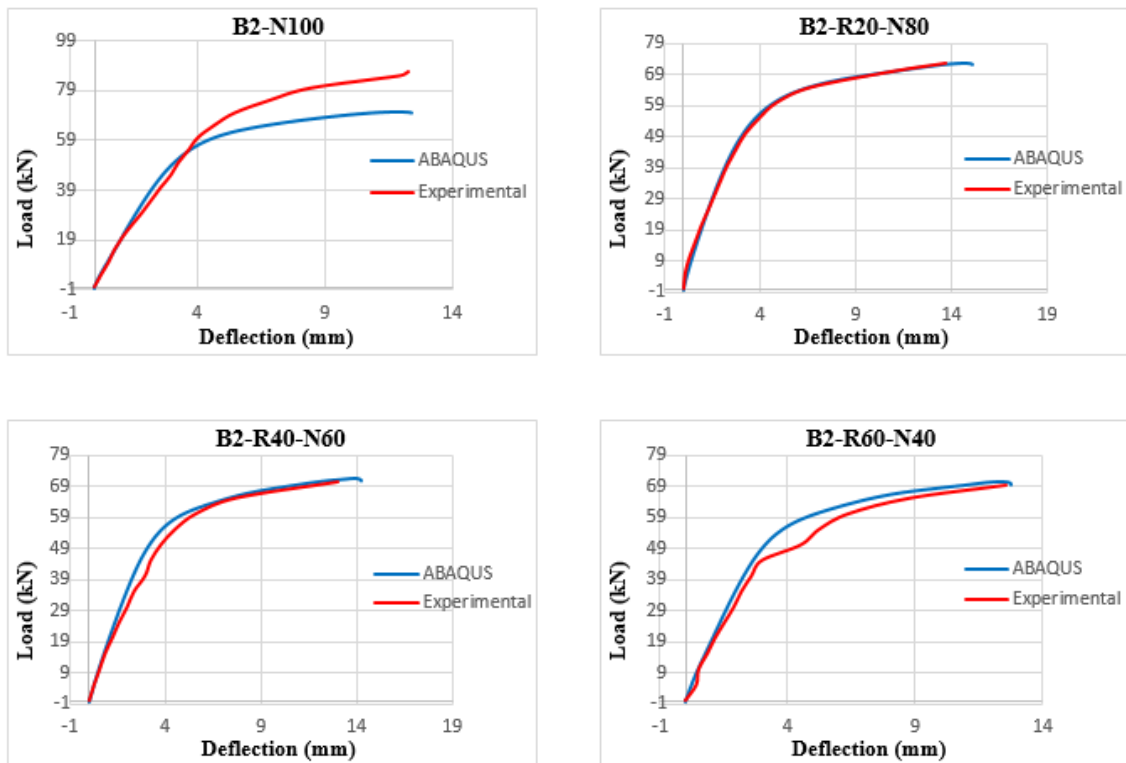 B2-N100
99
79
59
39
19
-1
-1 4 9 14
Load (kN)
Deflection (mm)
ABAQUS
Experimental
B2-R20-N80
79
69
59
49
39
29
19
9
-1
-1 4 9 14 19
Load (kN)
Deflection (mm)
ABAQUS
Experimental
B2-R40-N60
79
69
59
49
39
29
19
9
-1
-1 4 9 14 19
Load (kN)
Deflection (mm)
ABAQUS
Experimental
B2-R60-N40
79
69
59
49
39
29
19
9
-1
-1 4 9 14
Load (kN)
Deflection (mm)
ABAQUS
Experimental